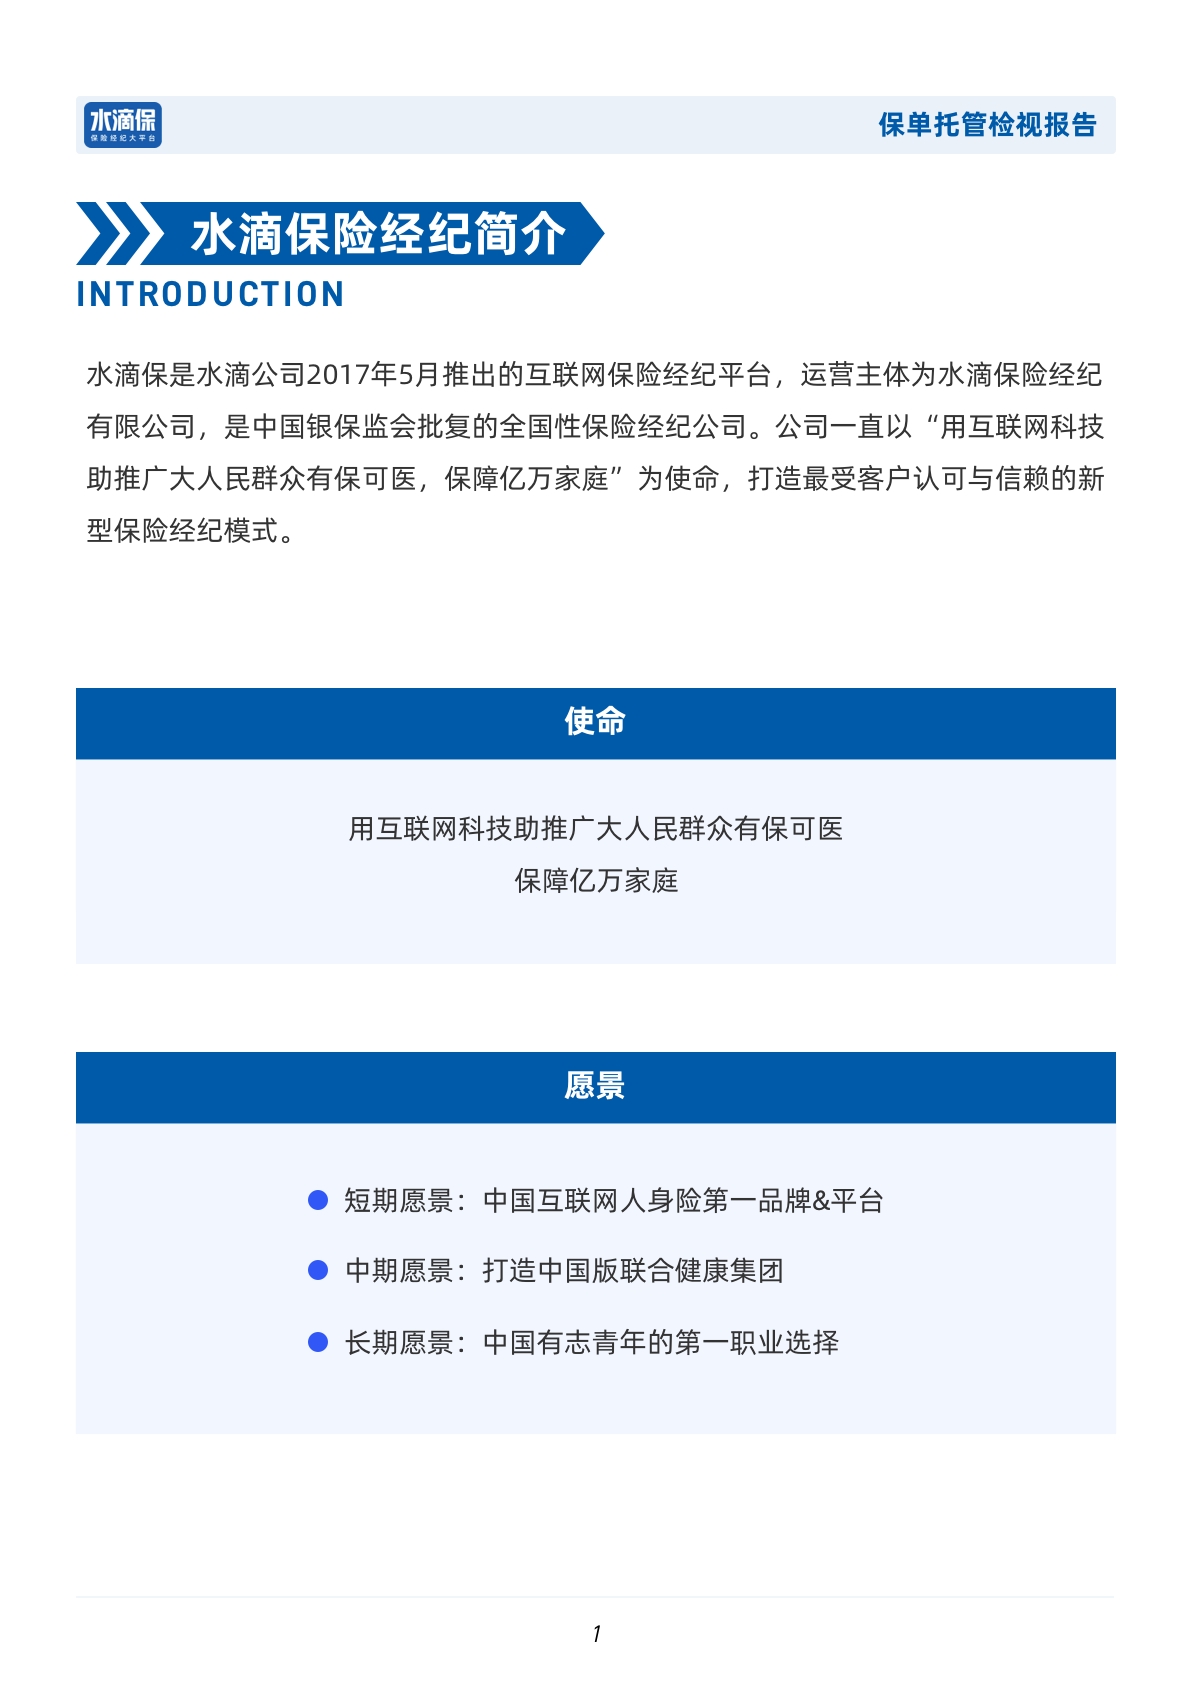 水滴保
保险经纪大平台
保单托管检视报告
水滴保险经纪简介
INTRODUCTION
水滴保是水滴公司2017年5月推出的互联网保险经纪平台，运营主体为水滴保险经纪
有限公司，是中国银保监会批复的全国性保险经纪公司。公司一直以“用互联网科技
助推广大人民群众有保可医，保障亿万家庭”为使命，打造最受客户认可与信赖的新
型保险经纪模式。
使命
用互联网科技助推广大人民群众有保可医
保障亿万家庭
愿景
短期愿景：中国互联网人身险第一品牌&平台
中期愿景：打造中国版联合健康集团
长期愿景：中国有志青年的第一职业选择
1